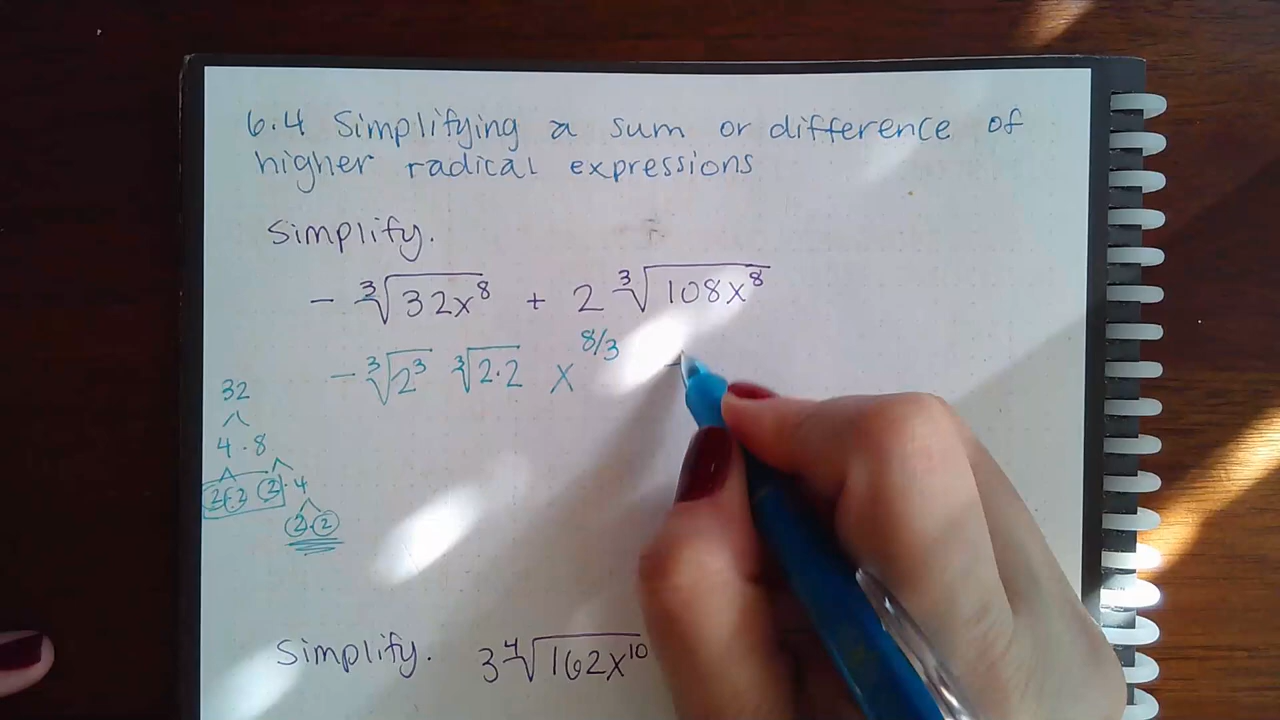 6.4 Simplifying a sum or difference of
higher radical expressions
Simplify.
- ∛(32x⁸) + 2 ∛(108x⁸)
- ∛(2³) ∛(2·2) x^(8/3)
32
4·8
2·2 2·4
2·2
Simplify. 3 ∜(162x¹⁰)